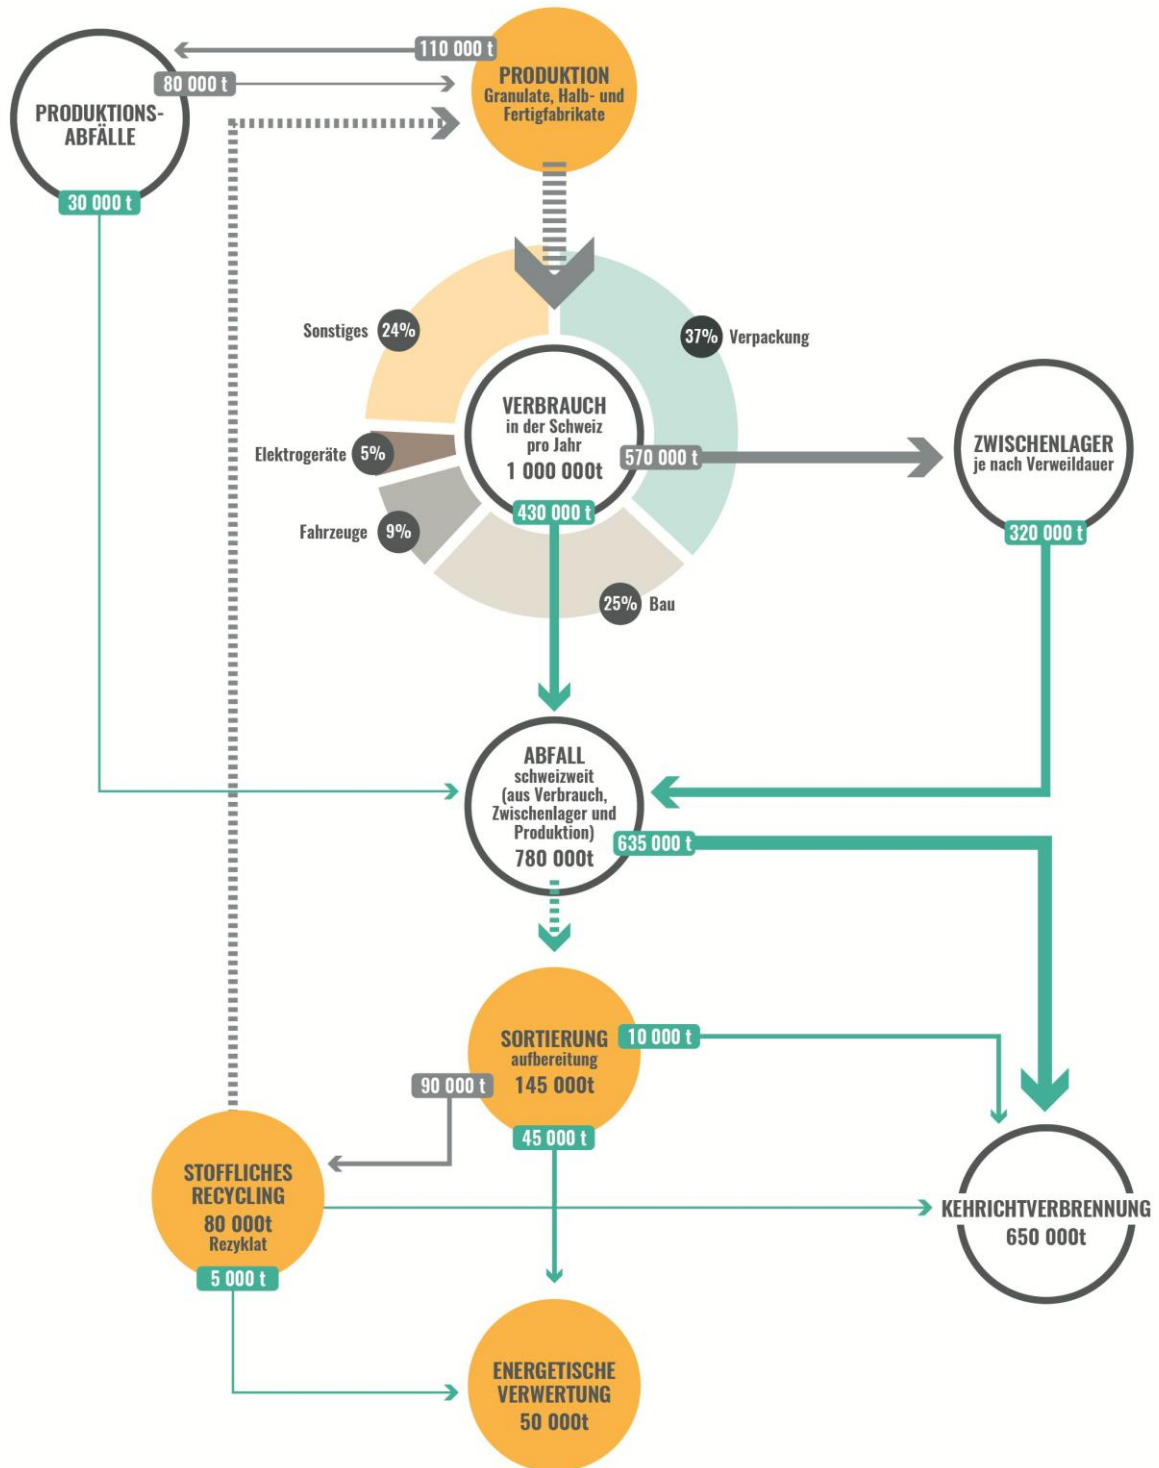 110 000 t
80 000 t
PRODUKTION
Granulate, Halb- und
Fertigfabrikate
PRODUKTIONS-
ABFÄLLE
30 000 t
Sonstiges 24%
37% Verpackung
Elektrogeräte 5%
Fahrzeuge 9%
25% Bau
VERBRAUCH
in der Schweiz
pro Jahr
1 000 000t
570 000 t
430 000 t
ZWISCHENLAGER
je nach Verweildauer
320 000 t
ABFALL
schweizweit
(aus Verbrauch,
Zwischenlager und
Produktion)
780 000t
635 000 t
SORTIERUNG
aufbereitung
145 000t
10 000 t
90 000 t
45 000 t
STOFFLICHES
RECYCLING
80 000t
Rezyklat
5 000 t
KEHRICHTVERBRENNUNG
650 000t
ENERGETISCHE
VERWERTUNG
50 000t